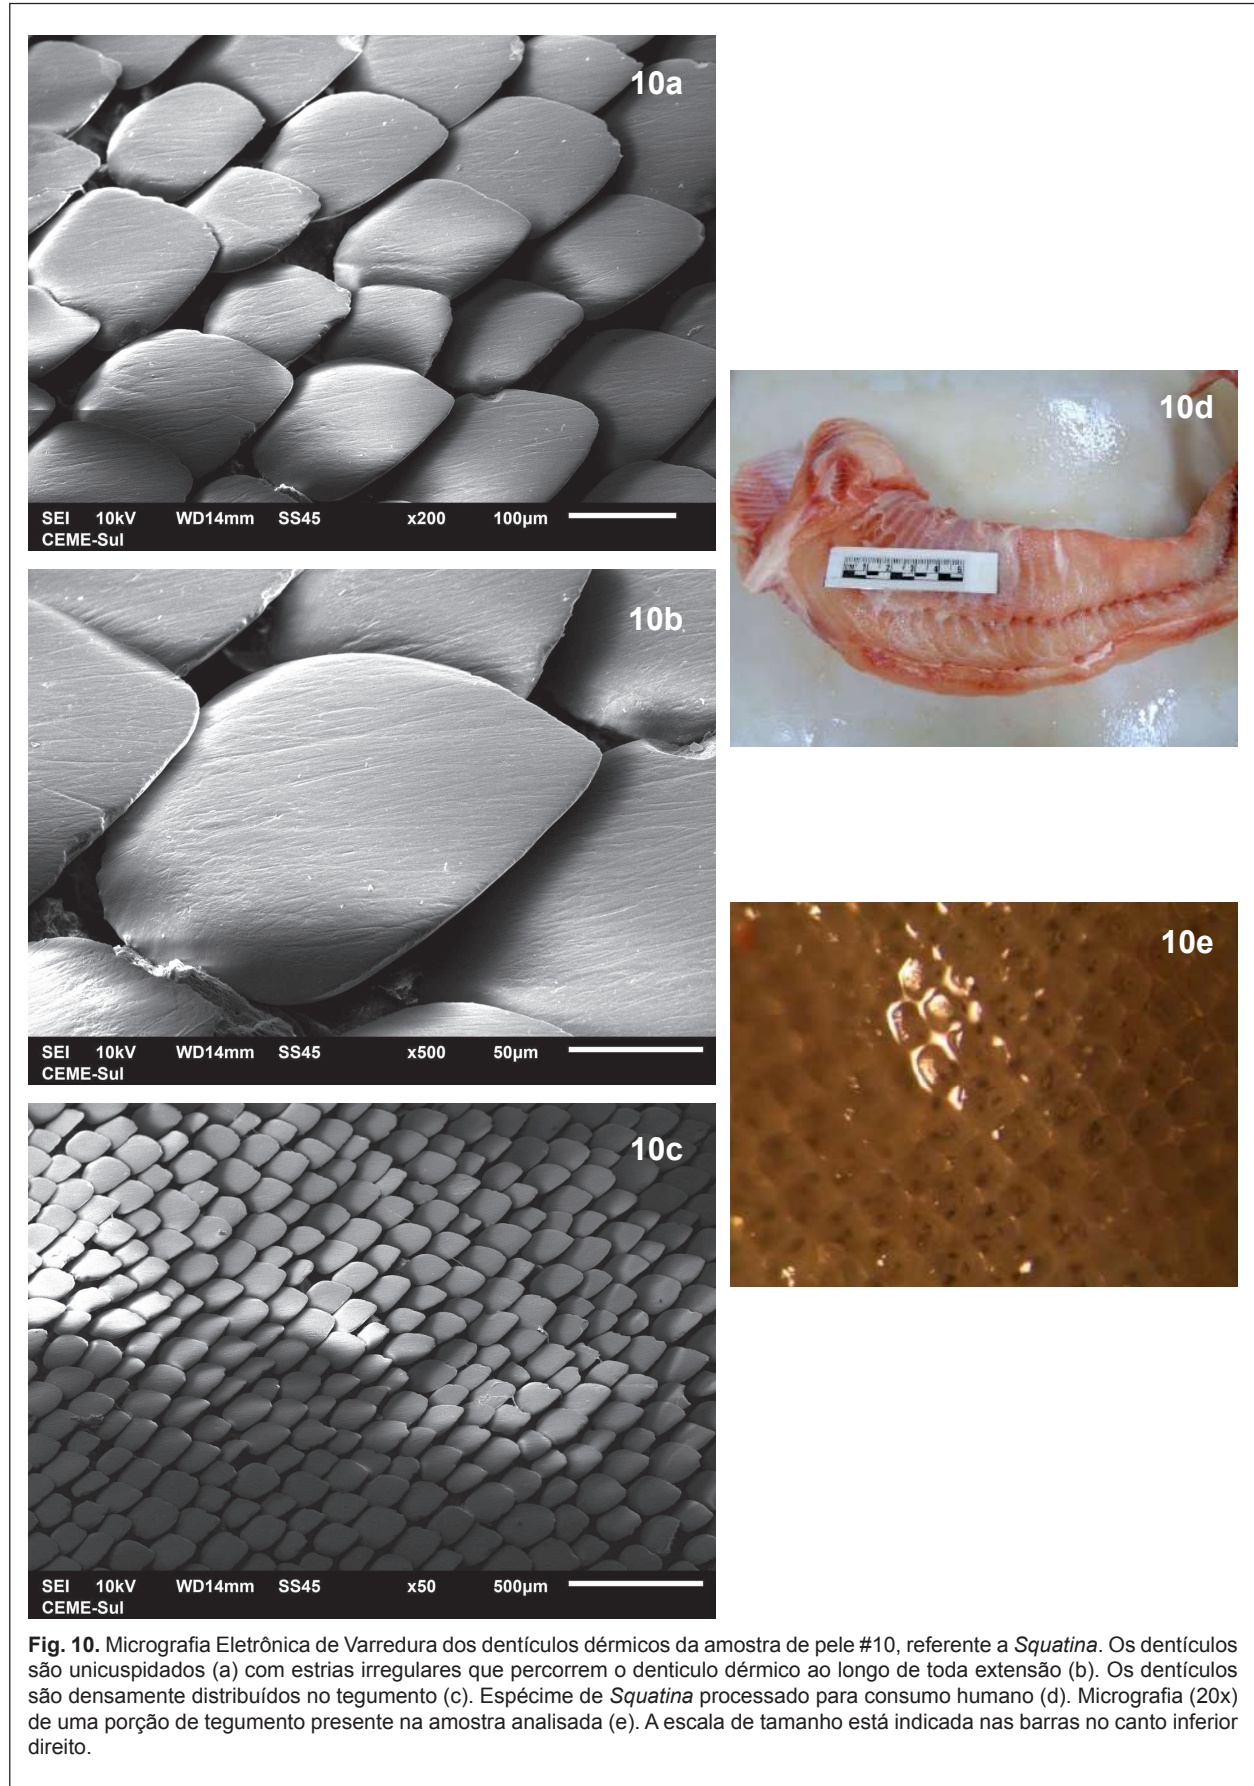 10a
SEI 10kV WD14mm SS45 x200 100µm
CEME-Sul
10b
SEI 10kV WD14mm SS45 x500 50µm
CEME-Sul
10c
SEI 10kV WD14mm SS45 x50 500µm
CEME-Sul
10d
10e
Fig. 10. Micrografia Eletrônica de Varredura dos dentículos dérmicos da amostra de pele #10, referente a Squatina. Os dentículos
são unicuspidados (a) com estrias irregulares que percorrem o denticulo dérmico ao longo de toda extensão (b). Os dentículos
são densamente distribuídos no tegumento (c). Espécime de Squatina processado para consumo humano (d). Micrografia (20x)
de uma porção de tegumento presente na amostra analisada (e). A escala de tamanho está indicada nas barras no canto inferior
direito.